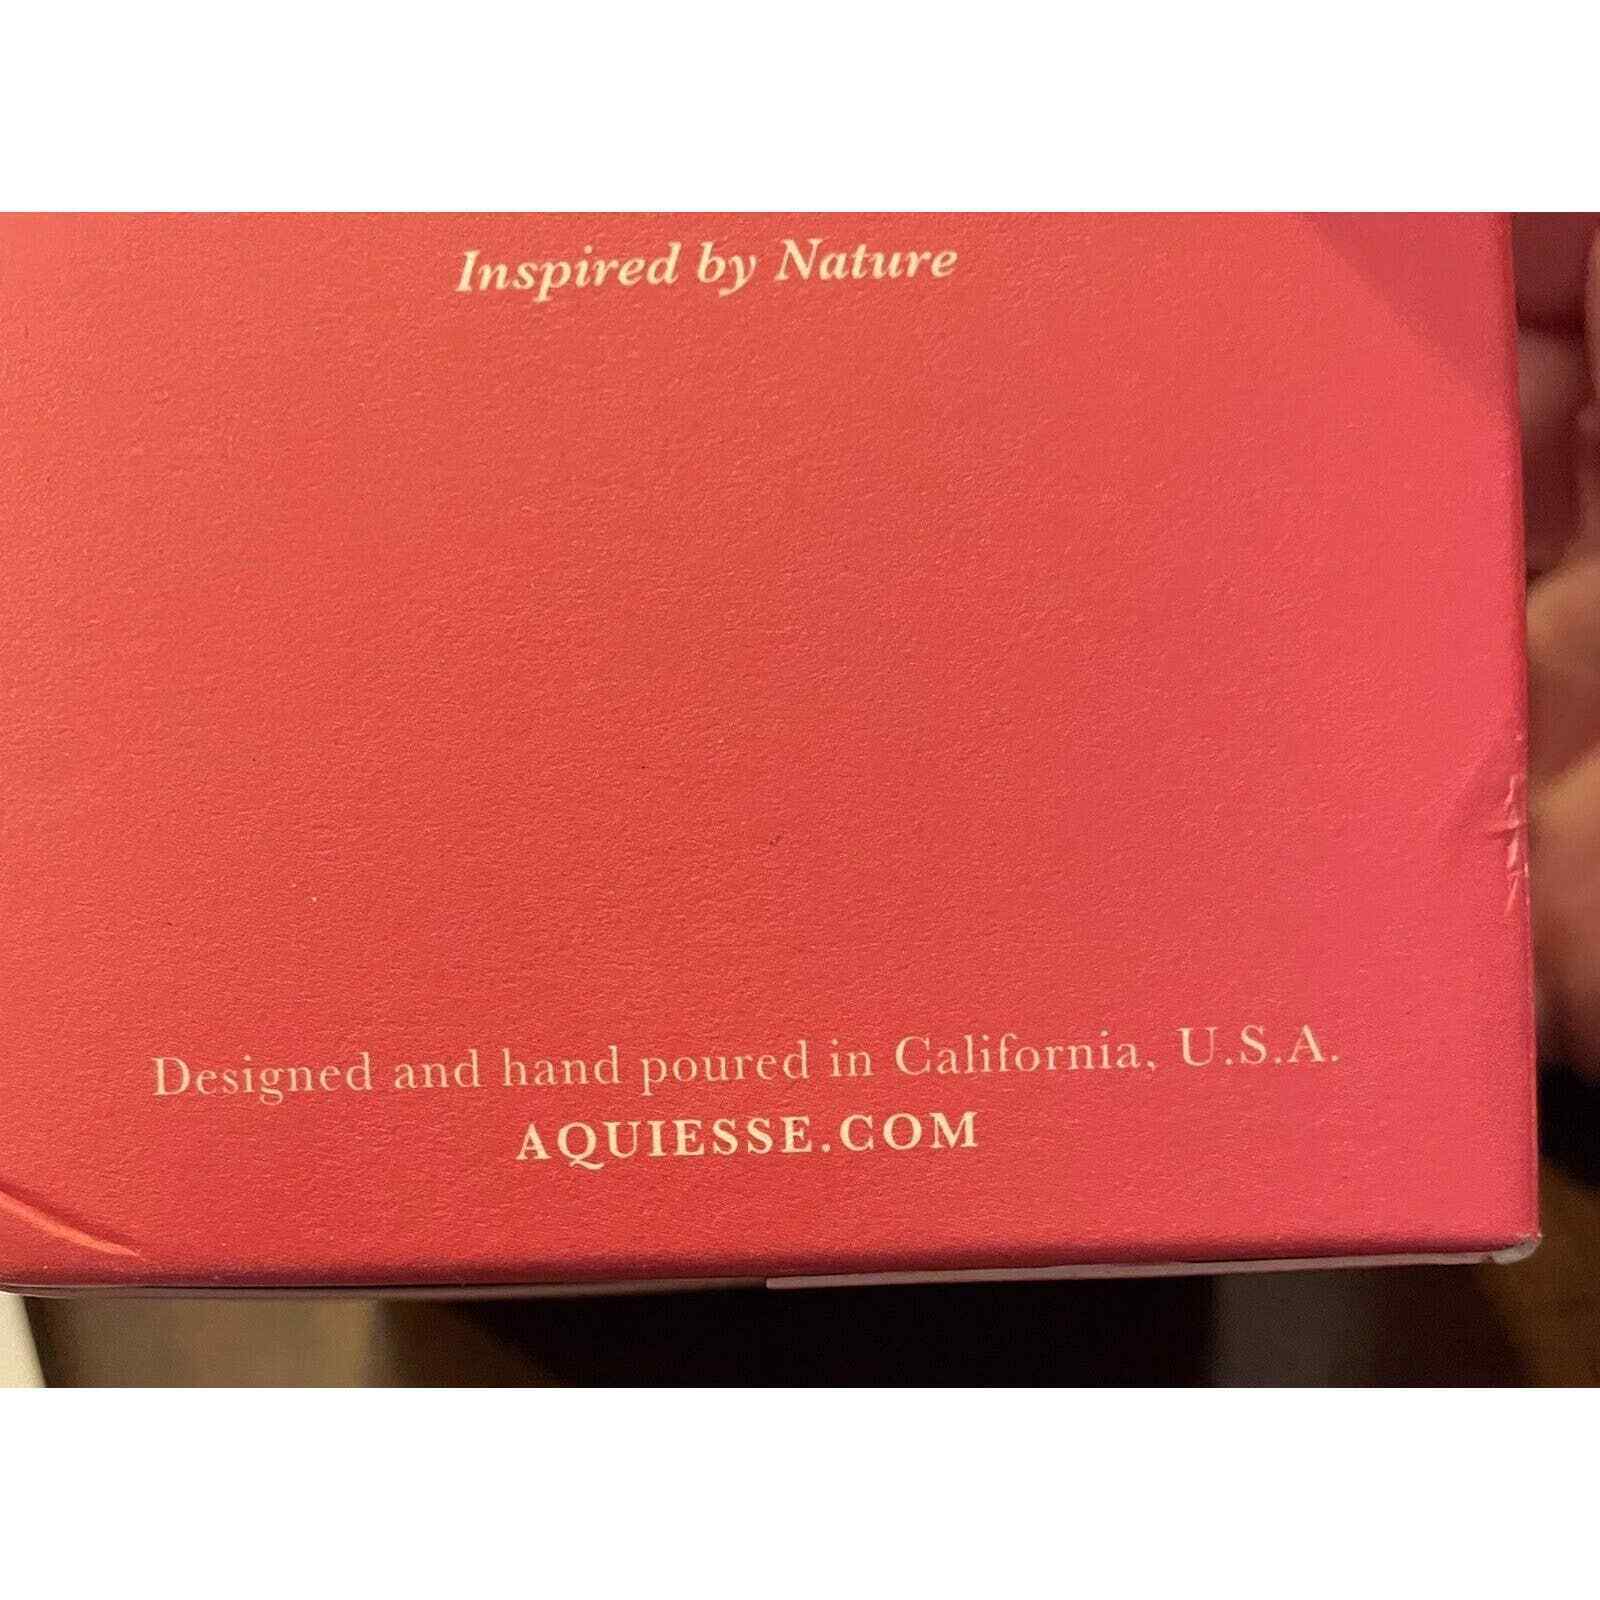 Inspired by Nature
Designed and hand poured in California, U.S.A.
AQUIESSE.COM